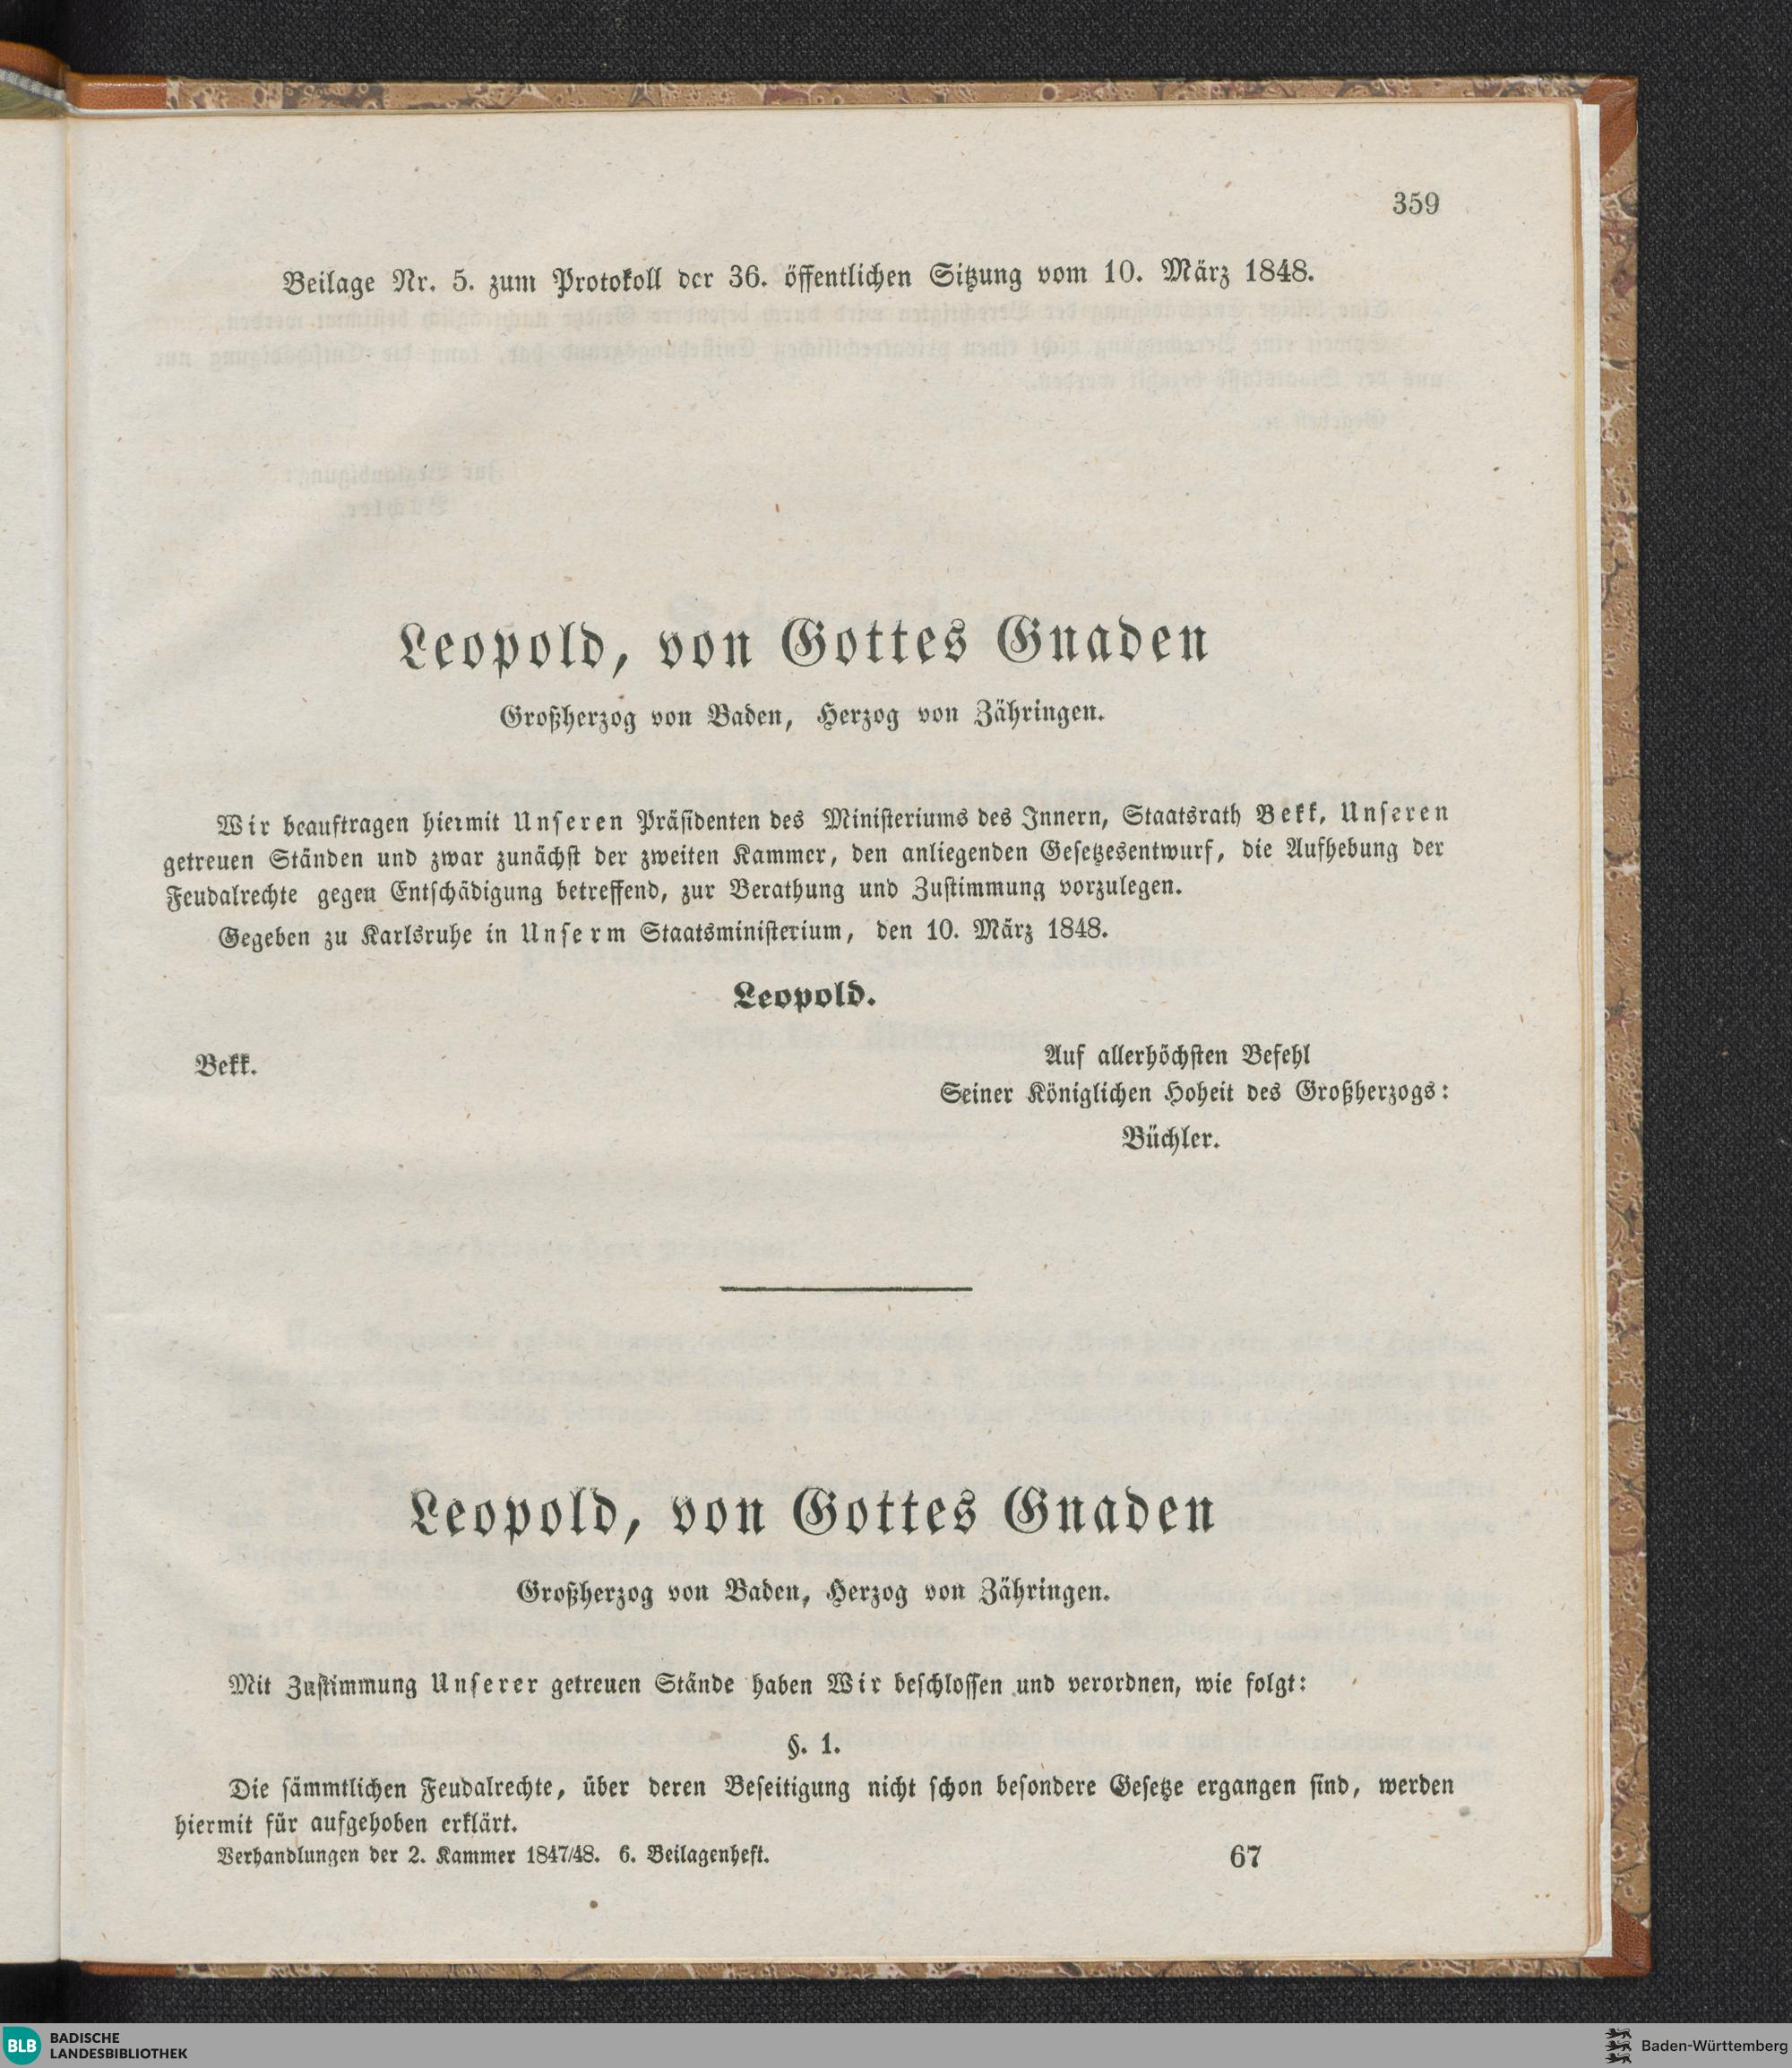 359
Beilage Nr. 5. zum Protokoll der 36. öffentlichen Sitzung vom 10. März 1848.
Leopold, von Gottes Gnaden
Großherzog von Baden, Herzog von Zähringen.
Wir beauftragen hiermit Unseren Präsidenten des Ministeriums des Innern, Staatsrath Bekk, Unseren
getreuen Ständen und zwar zunächst der zweiten Kammer, den anliegenden Gesetzesentwurf, die Aufhebung der
Feudalrechte gegen Entschädigung betreffend, zur Berathung und Zustimmung vorzulegen.
Gegeben zu Karlsruhe in Unserm Staatsministerium, den 10. März 1848.
Leopold.
Bekk.
Auf allerhöchsten Befehl
Seiner Königlichen Hoheit des Großherzogs:
Büchler.
Leopold, von Gottes Gnaden
Großherzog von Baden, Herzog von Zähringen.
Mit Zustimmung Unserer getreuen Stände haben Wir beschlossen und verordnen, wie folgt:
§. 1.
Die sämmtlichen Feudalrechte, über deren Beseitigung nicht schon besondere Gesetze ergangen sind, werden
hiermit für aufgehoben erklärt.
Verhandlungen der 2. Kammer 1847/48. 6. Beilagenheft.
67
BLB
BADISCHE
LANDESBIBLIOTHEK
Baden-Württemberg